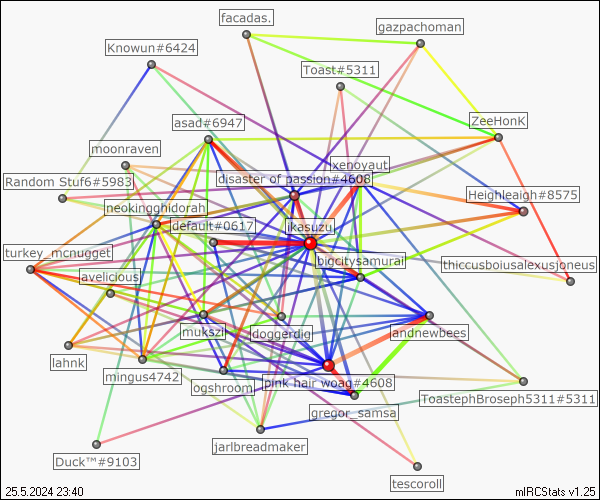 facadas.
gazpachoman
Knowun#6424
Toast#5311
asad#6947
ZeeHonK
moonraven
xenovaut
disaster of passion#4608
Random Stuf6#5983
Heighleaigh#8575
neokingghidorah
default#0617
ikasuzu
turkey_mcnugget
bigcitysamurai
thiccusboiusalexusjoneus
avelicious
mukszi
doggerdig
andnewbees
lahnk
mingus4742
ogshroom
pink hair woag#4608
gregor_samsa
ToastephBroseph5311#5311
jarlbreadmaker
Duck™#9103
tescoroll
25.5.2024 23:40
mIRCStats v1.25